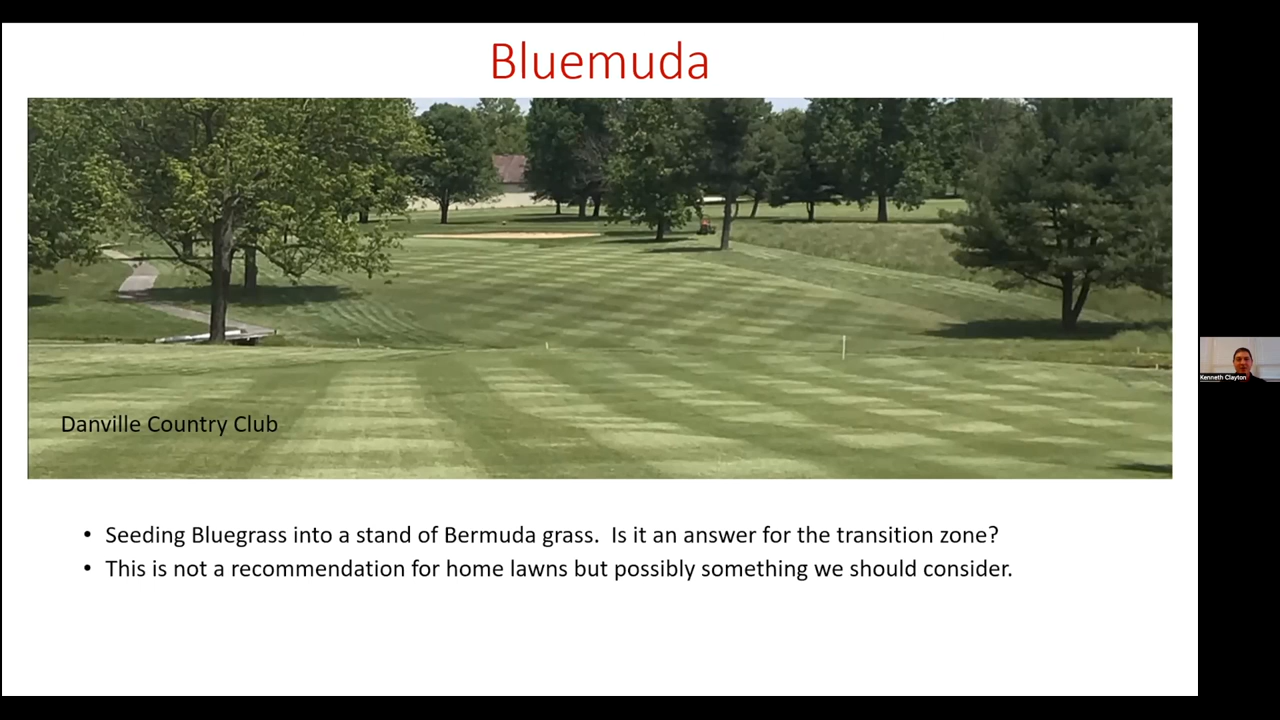 Bluemuda
Danville Country Club
• Seeding Bluegrass into a stand of Bermuda grass.  Is it an answer for the transition zone?
• This is not a recommendation for home lawns but possibly something we should consider.
Kenneth Clayton